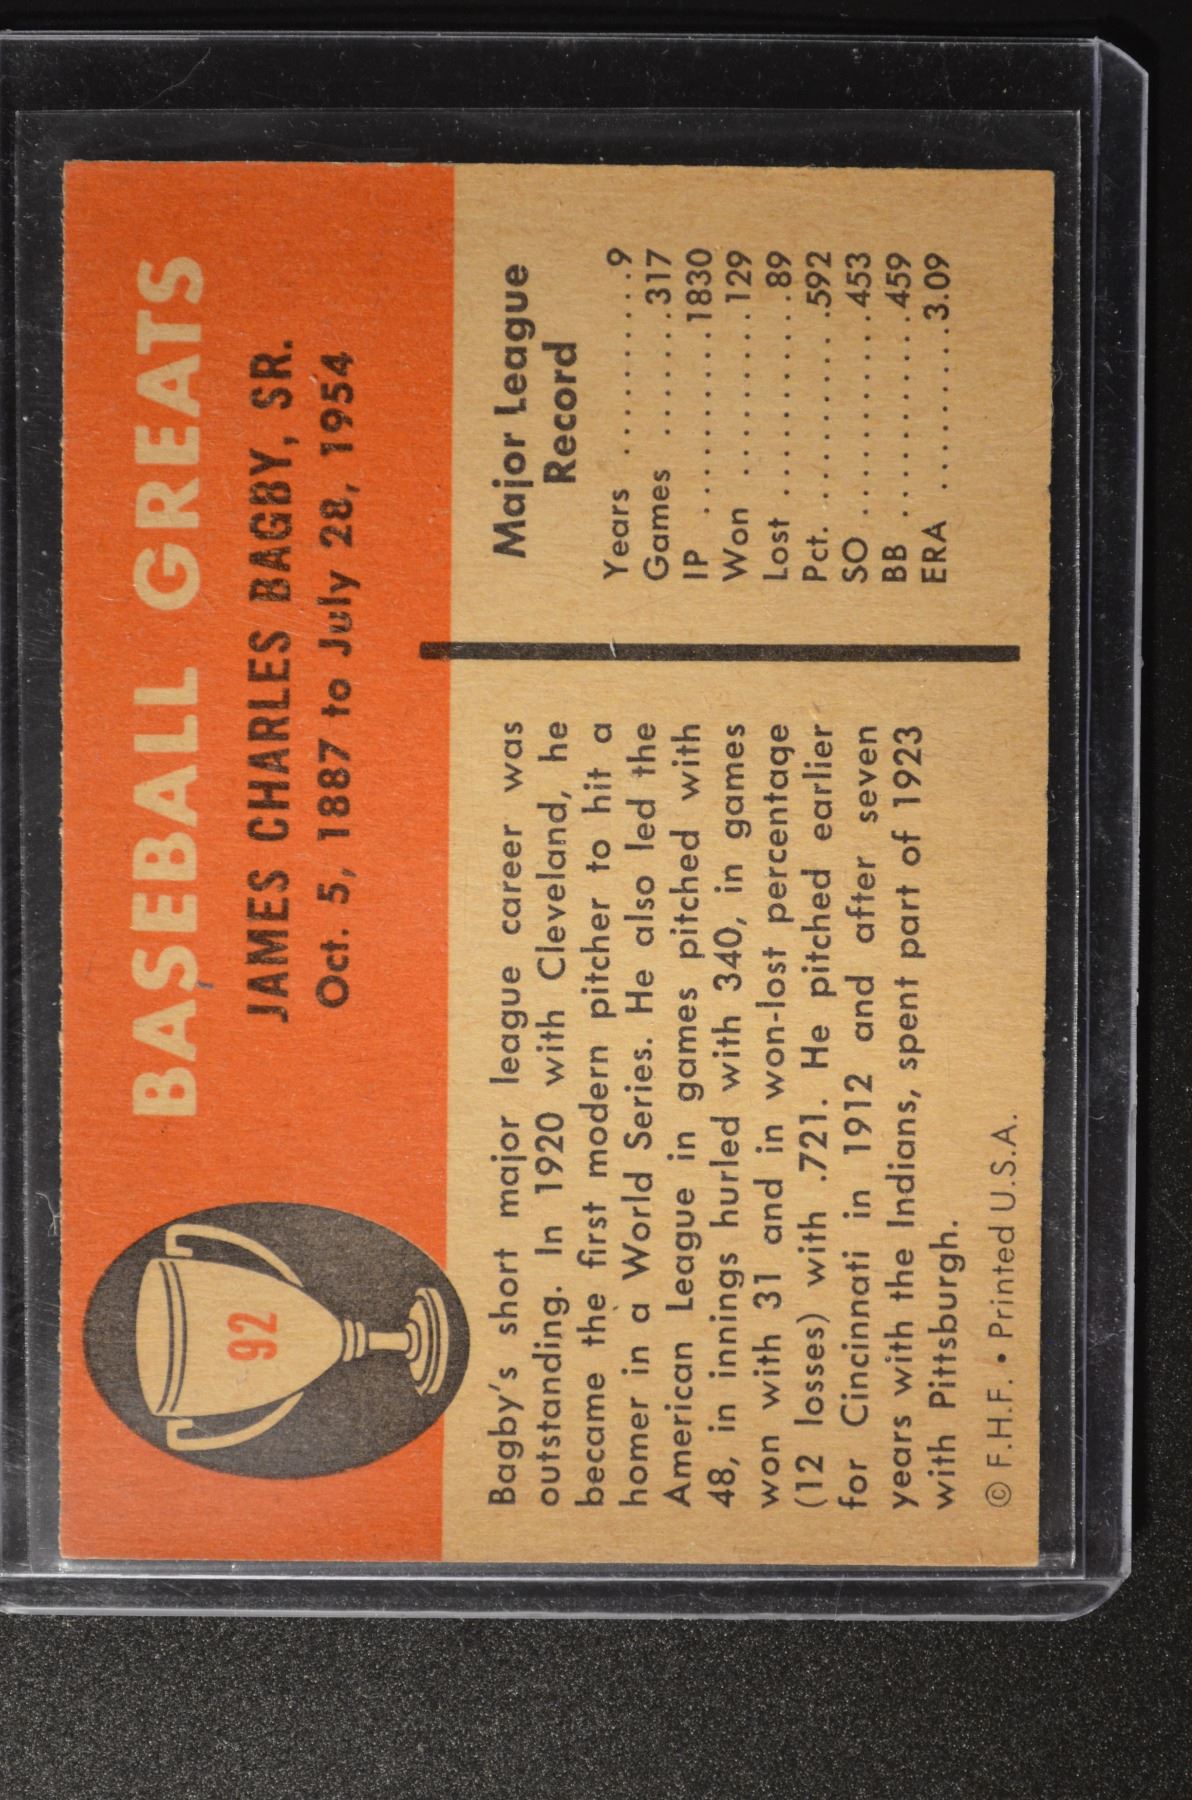 BASEBALL GREATS
JAMES CHARLES BAGBY, SR.
Oct. 5, 1887 to July 28, 1954
92
Bagby's short major league career was
outstanding. In 1920 with Cleveland, he
became the first modern pitcher to hit a
homer in a World Series. He also led the
American League in games pitched with
48, in innings hurled with 340, in games
won with 31 and in won-lost percentage
(12 losses) with .721. He pitched earlier
for Cincinnati in 1912 and after seven
years with the Indians, spent part of 1923
with Pittsburgh.
© F.H.F. • Printed U.S.A.
Major League
Record
Years ..........9
Games .......317
IP ..........1830
Won .........129
Lost ..........89
Pct. .........592
SO ..........453
BB ..........459
ERA ........3.09